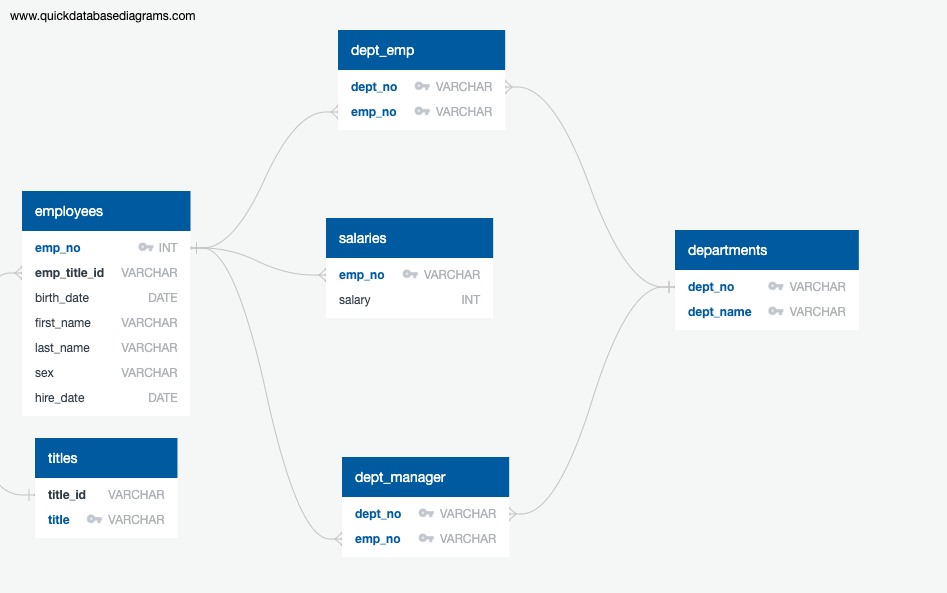 www.quickdatabasediagrams.com
dept_emp
dept_no VARCHAR
emp_no VARCHAR
employees
emp_no INT
emp_title_id VARCHAR
birth_date DATE
first_name VARCHAR
last_name VARCHAR
sex VARCHAR
hire_date DATE
salaries
emp_no VARCHAR
salary INT
departments
dept_no VARCHAR
dept_name VARCHAR
titles
title_id VARCHAR
title VARCHAR
dept_manager
dept_no VARCHAR
emp_no VARCHAR